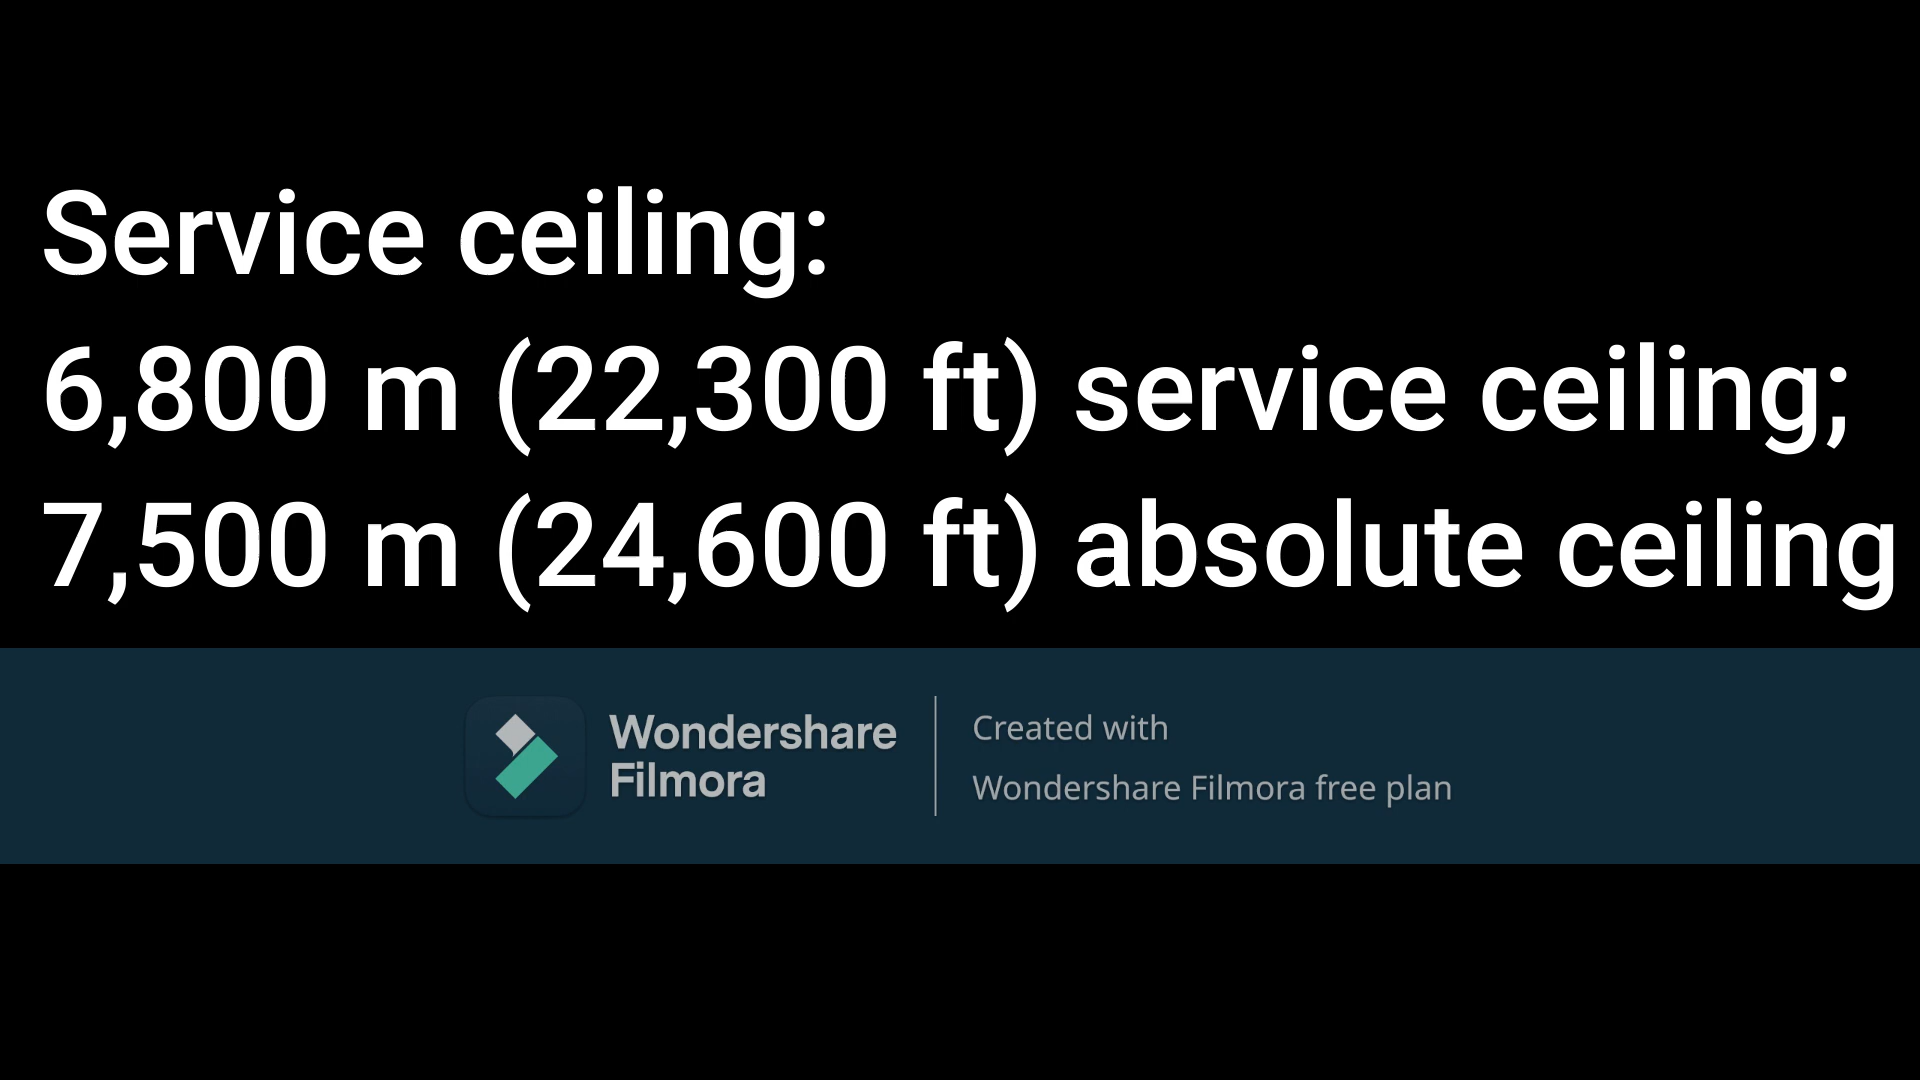 Service ceiling:
6,800 m (22,300 ft) service ceiling;
7,500 m (24,600 ft) absolute ceiling
Wondershare
Filmora
Created with
Wondershare Filmora free plan